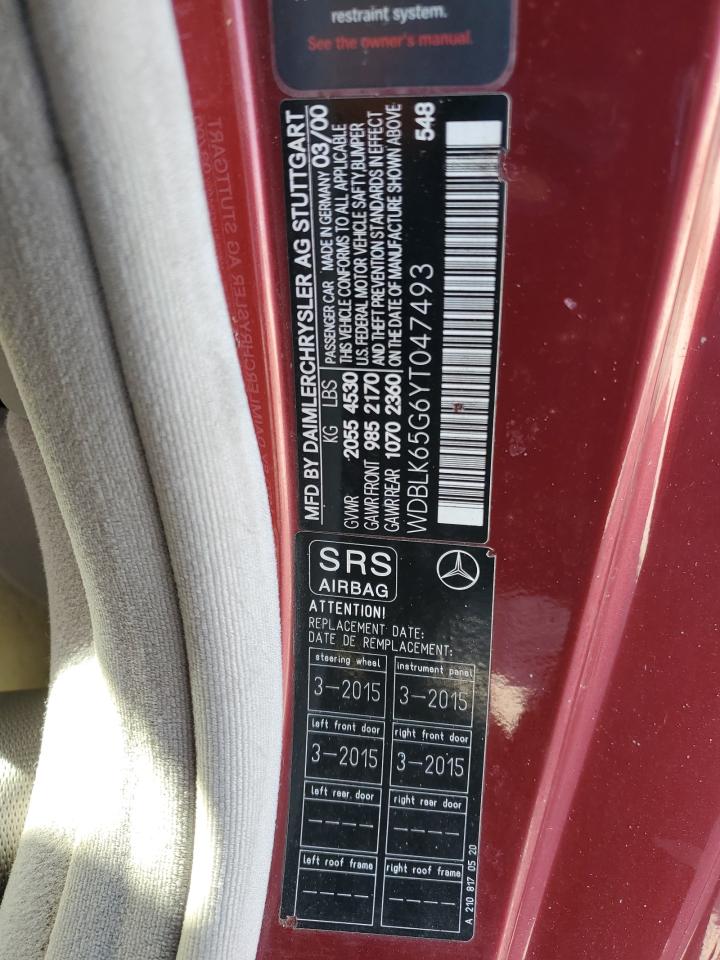 restraint system.
See the owner's manual.
MFD BY DAIMLERCHRYSLER AG STUTTGART
KG LBS PASSENGER CAR MADE IN GERMANY 03/00
GVWR 2055 4530 THIS VEHICLE CONFORMS TO ALL APPLICABLE
U.S. FEDERAL MOTOR VEHICLE SAFETY BUMPER
GAWR FRONT 985 2170 AND THEFT PREVENTION STANDARDS IN EFFECT
GAWR REAR 1070 2360 ON THE DATE OF MANUFACTURE SHOWN ABOVE
WDBLK65G6YT047493 548
SRS
AIRBAG
ATTENTION!
REPLACEMENT DATE:
DATE DE REMPLACEMENT:
steering wheel instrument panel
3-2015 3-2015
left front door right front door
3-2015 3-2015
left rear door right rear door
---- ----
left roof frame right roof frame
---- ----
A 210 817 05 20